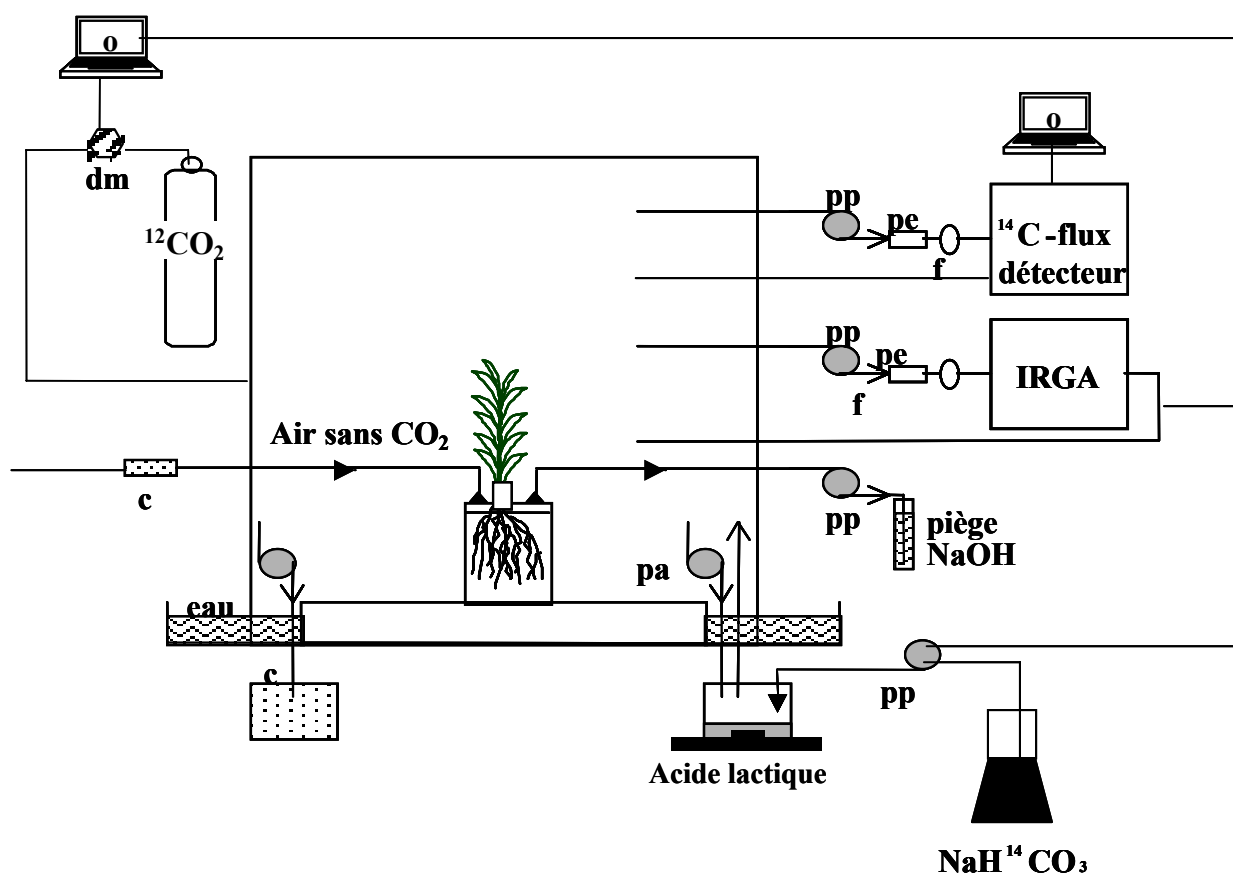 o
dm
¹²CO₂
o
pp
pe
f
¹⁴C-flux
détecteur
pp
pe
f
IRGA
Air sans CO₂
c
pp
piège
NaOH
pa
eau
c
pp
Acide lactique
NaH¹⁴CO₃